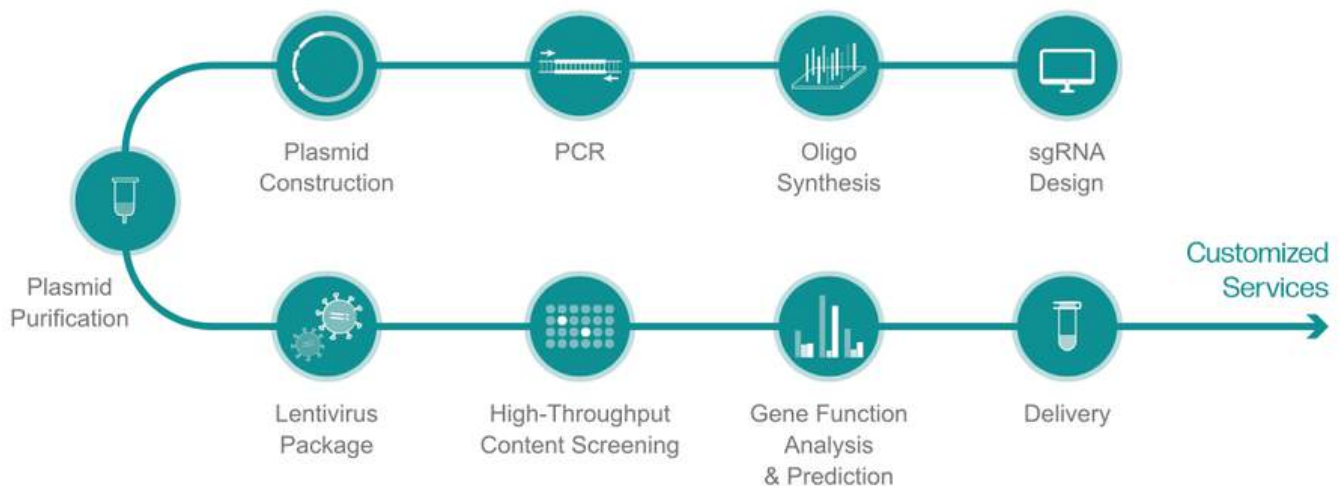 Plasmid
Construction
PCR
Oligo
Synthesis
sgRNA
Design
Plasmid
Purification
Customized
Services
Lentivirus
Package
High-Throughput
Content Screening
Gene Function
Analysis
& Prediction
Delivery